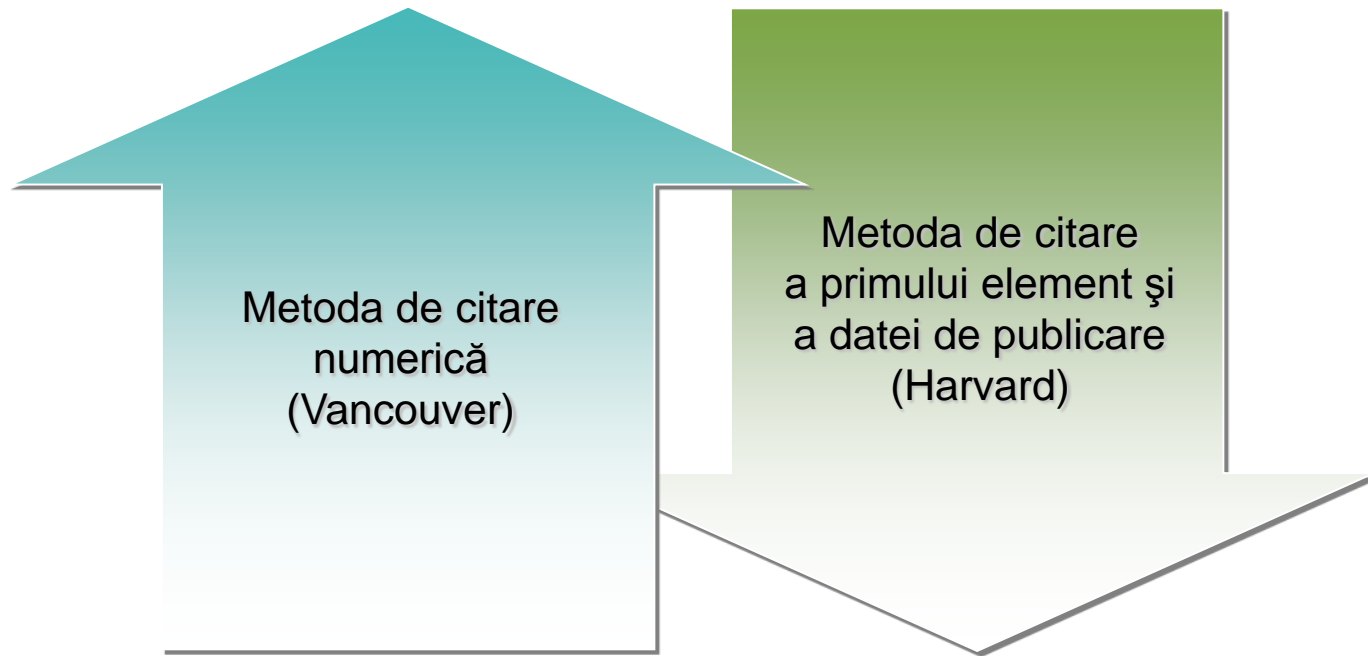 Metoda de citare
numerică
(Vancouver)
Metoda de citare
a primului element şi
a datei de publicare
(Harvard)